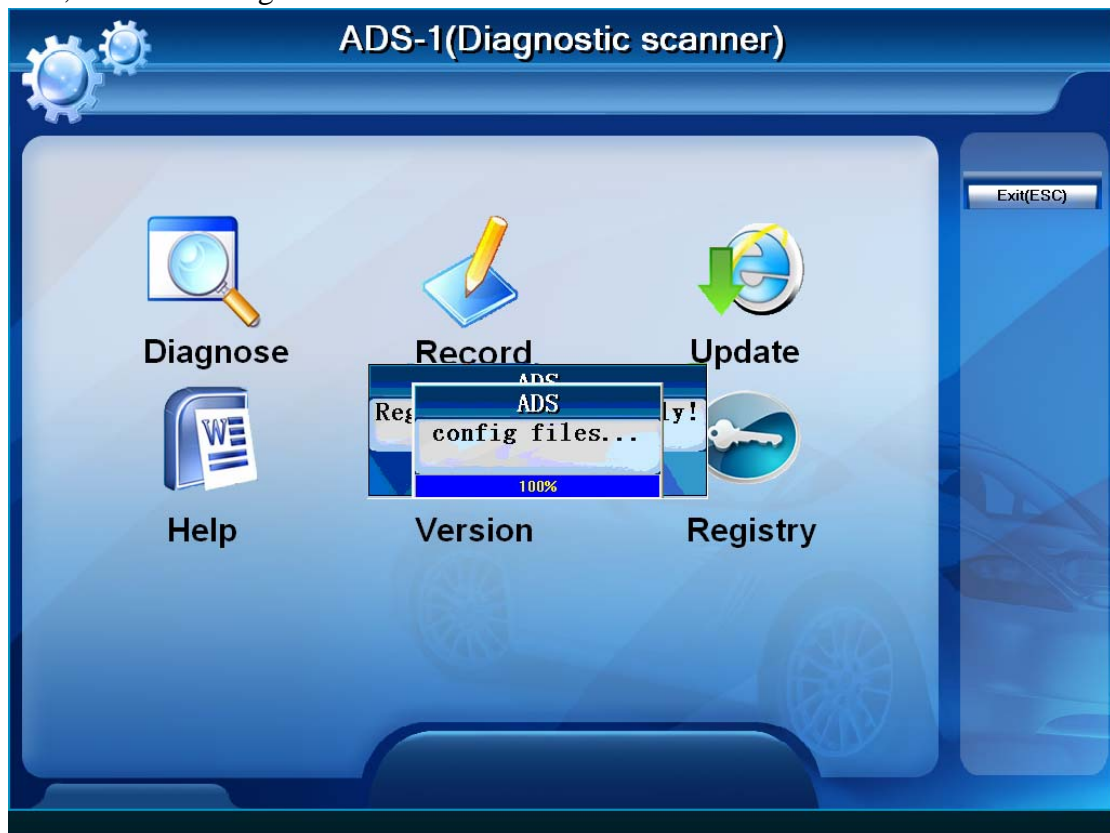 ADS-1(Diagnostic scanner)
Exit(ESC)
Diagnose
Record
Update
ADS
ADS
config files...
100%
Help
Version
Registry